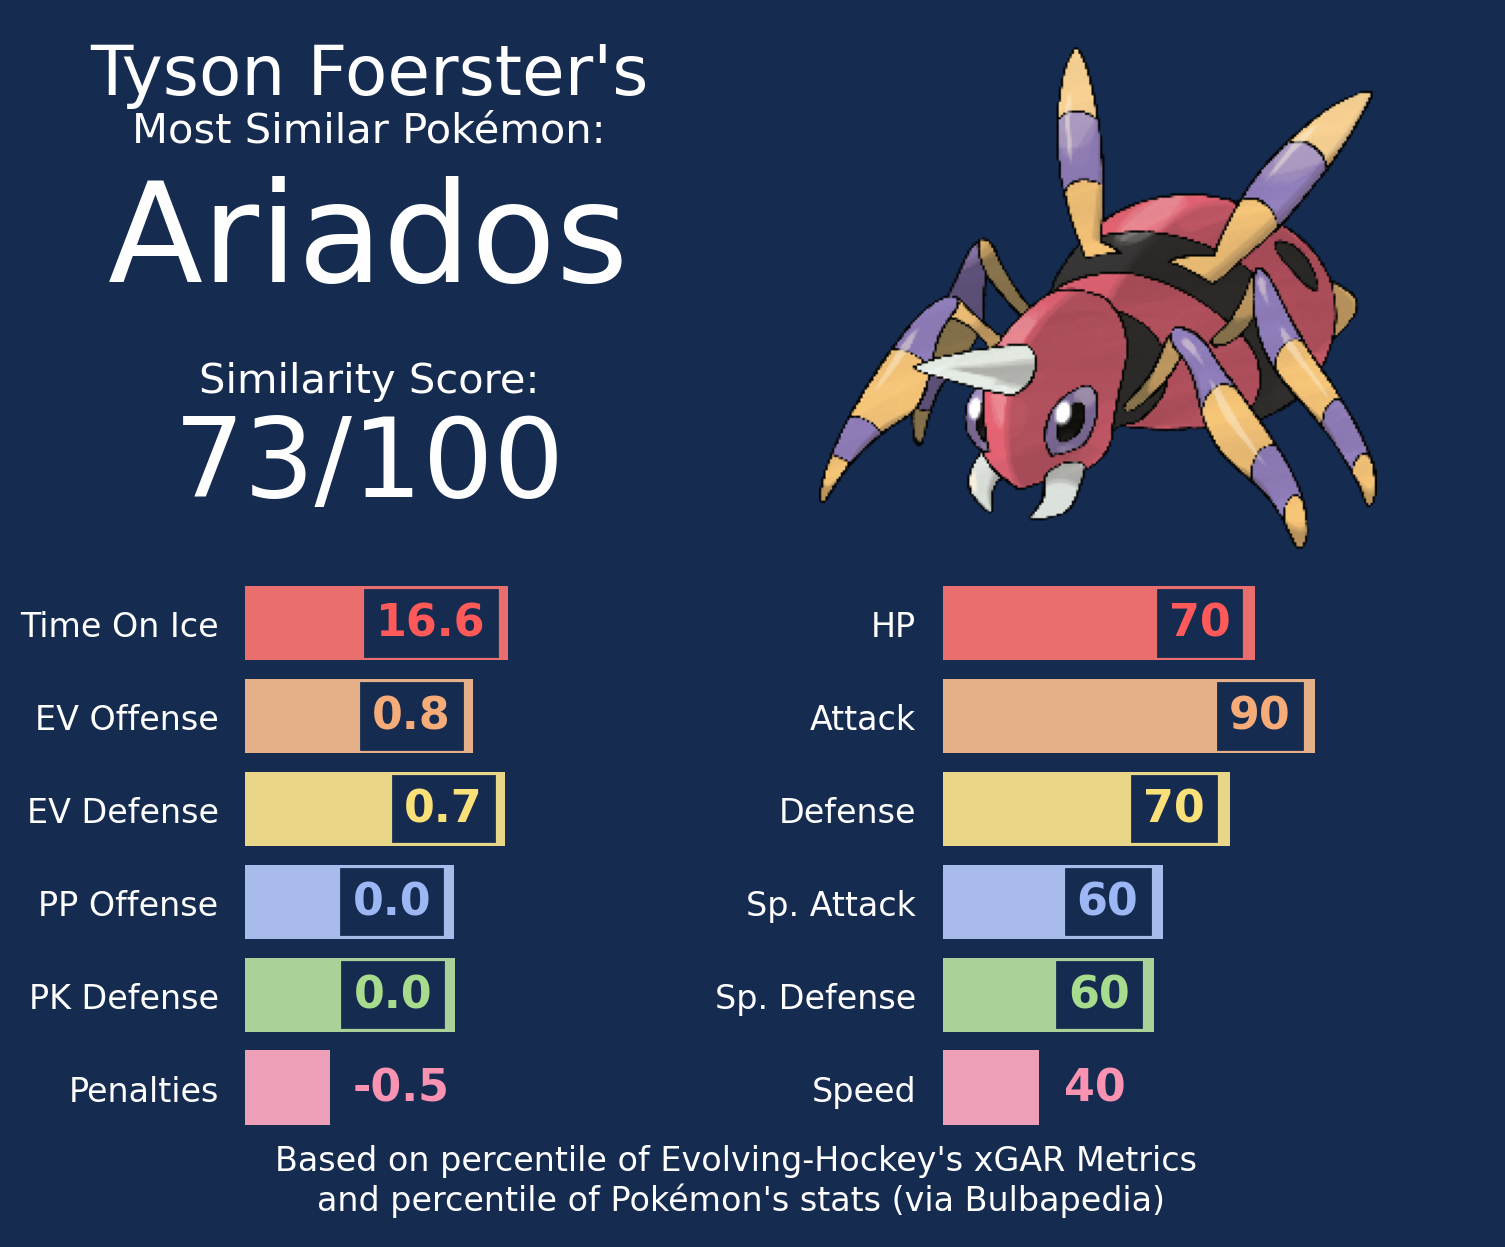 Tyson Foerster's
Most Similar Pokémon:
Ariados
Similarity Score:
73/100
Time On Ice 16.6
EV Offense 0.8
EV Defense 0.7
PP Offense 0.0
PK Defense 0.0
Penalties -0.5
HP 70
Attack 90
Defense 70
Sp. Attack 60
Sp. Defense 60
Speed 40
Based on percentile of Evolving-Hockey's xGAR Metrics
and percentile of Pokémon's stats (via Bulbapedia)